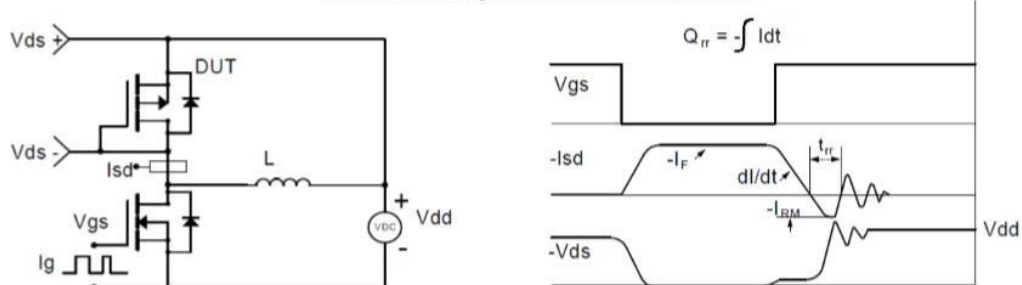 Vds +
DUT
Vds -
Isd
L
Vgs
Ig
+
VDC
-
Vdd
Qrr = -∫ Idt
Vgs
-Isd
-IF
dI/dt
trr
-IRM
Vdd
-Vds